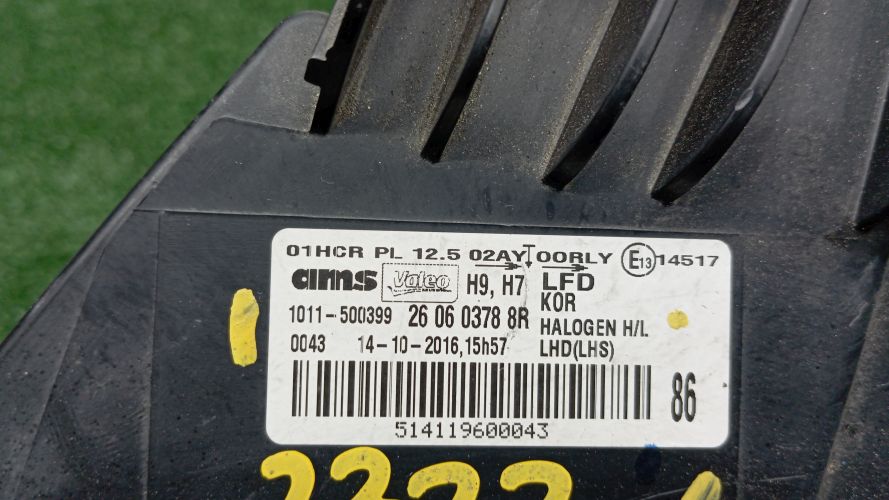 01HCR PL 12.5 02AY 00RLY E13 14517
ams Valeo H9, H7 LFD
KOR
1011-500399 26 06 0378 8R HALOGEN H/L
0043 14-10-2016,15h57 LHD(LHS)
86
514119600043